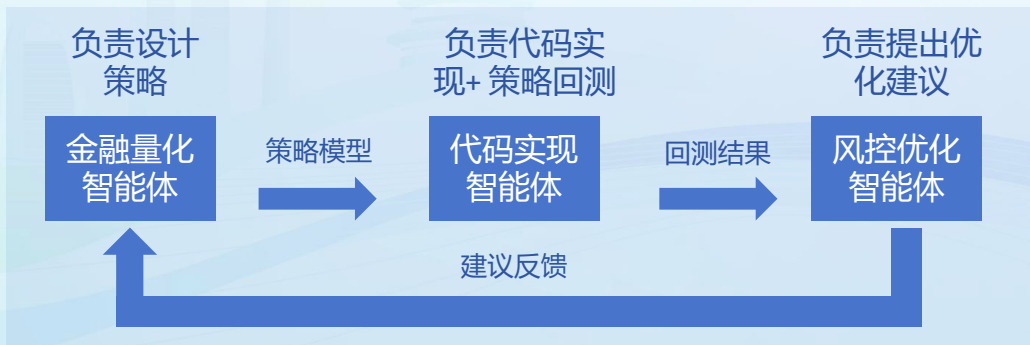 负责设计
策略
负责代码实
现+ 策略回测
负责提出优
化建议
金融量化
智能体
策略模型
代码实现
智能体
回测结果
风控优化
智能体
建议反馈